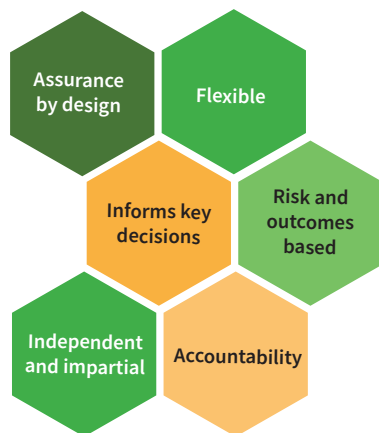 Assurance
by design
Flexible
Informs key
decisions
Risk and
outcomes
based
Independent
and impartial
Accountability